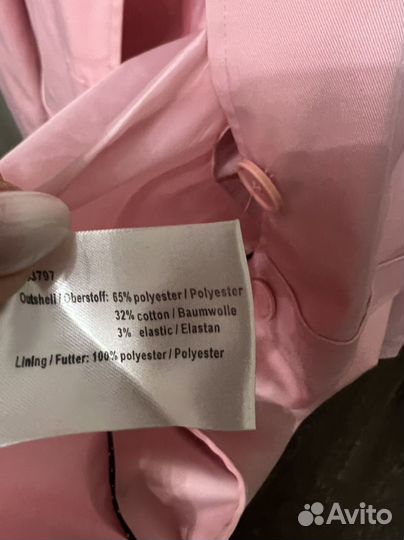 Outshell / Oberstoff: 65% polyester / Polyester
32% cotton / Baumwolle
3% elastic / Elastan
Lining / Futter: 100% polyester / Polyester
Avito